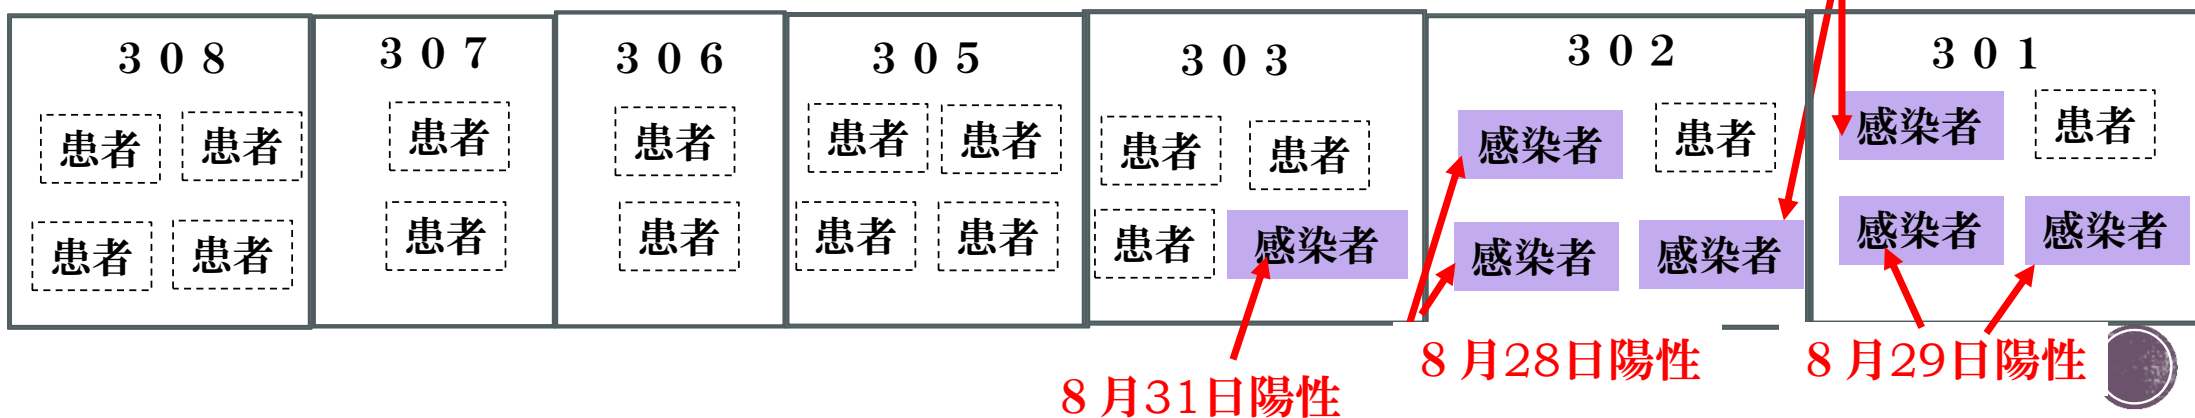 ３０８
患者 患者
患者 患者
３０７
患者
患者
３０６
患者
患者
３０５
患者 患者
患者 患者
３０３
患者 患者
患者 感染者
３０２
感染者 患者
感染者 感染者
３０１
感染者 患者
感染者 感染者
８月31日陽性
８月28日陽性
８月29日陽性